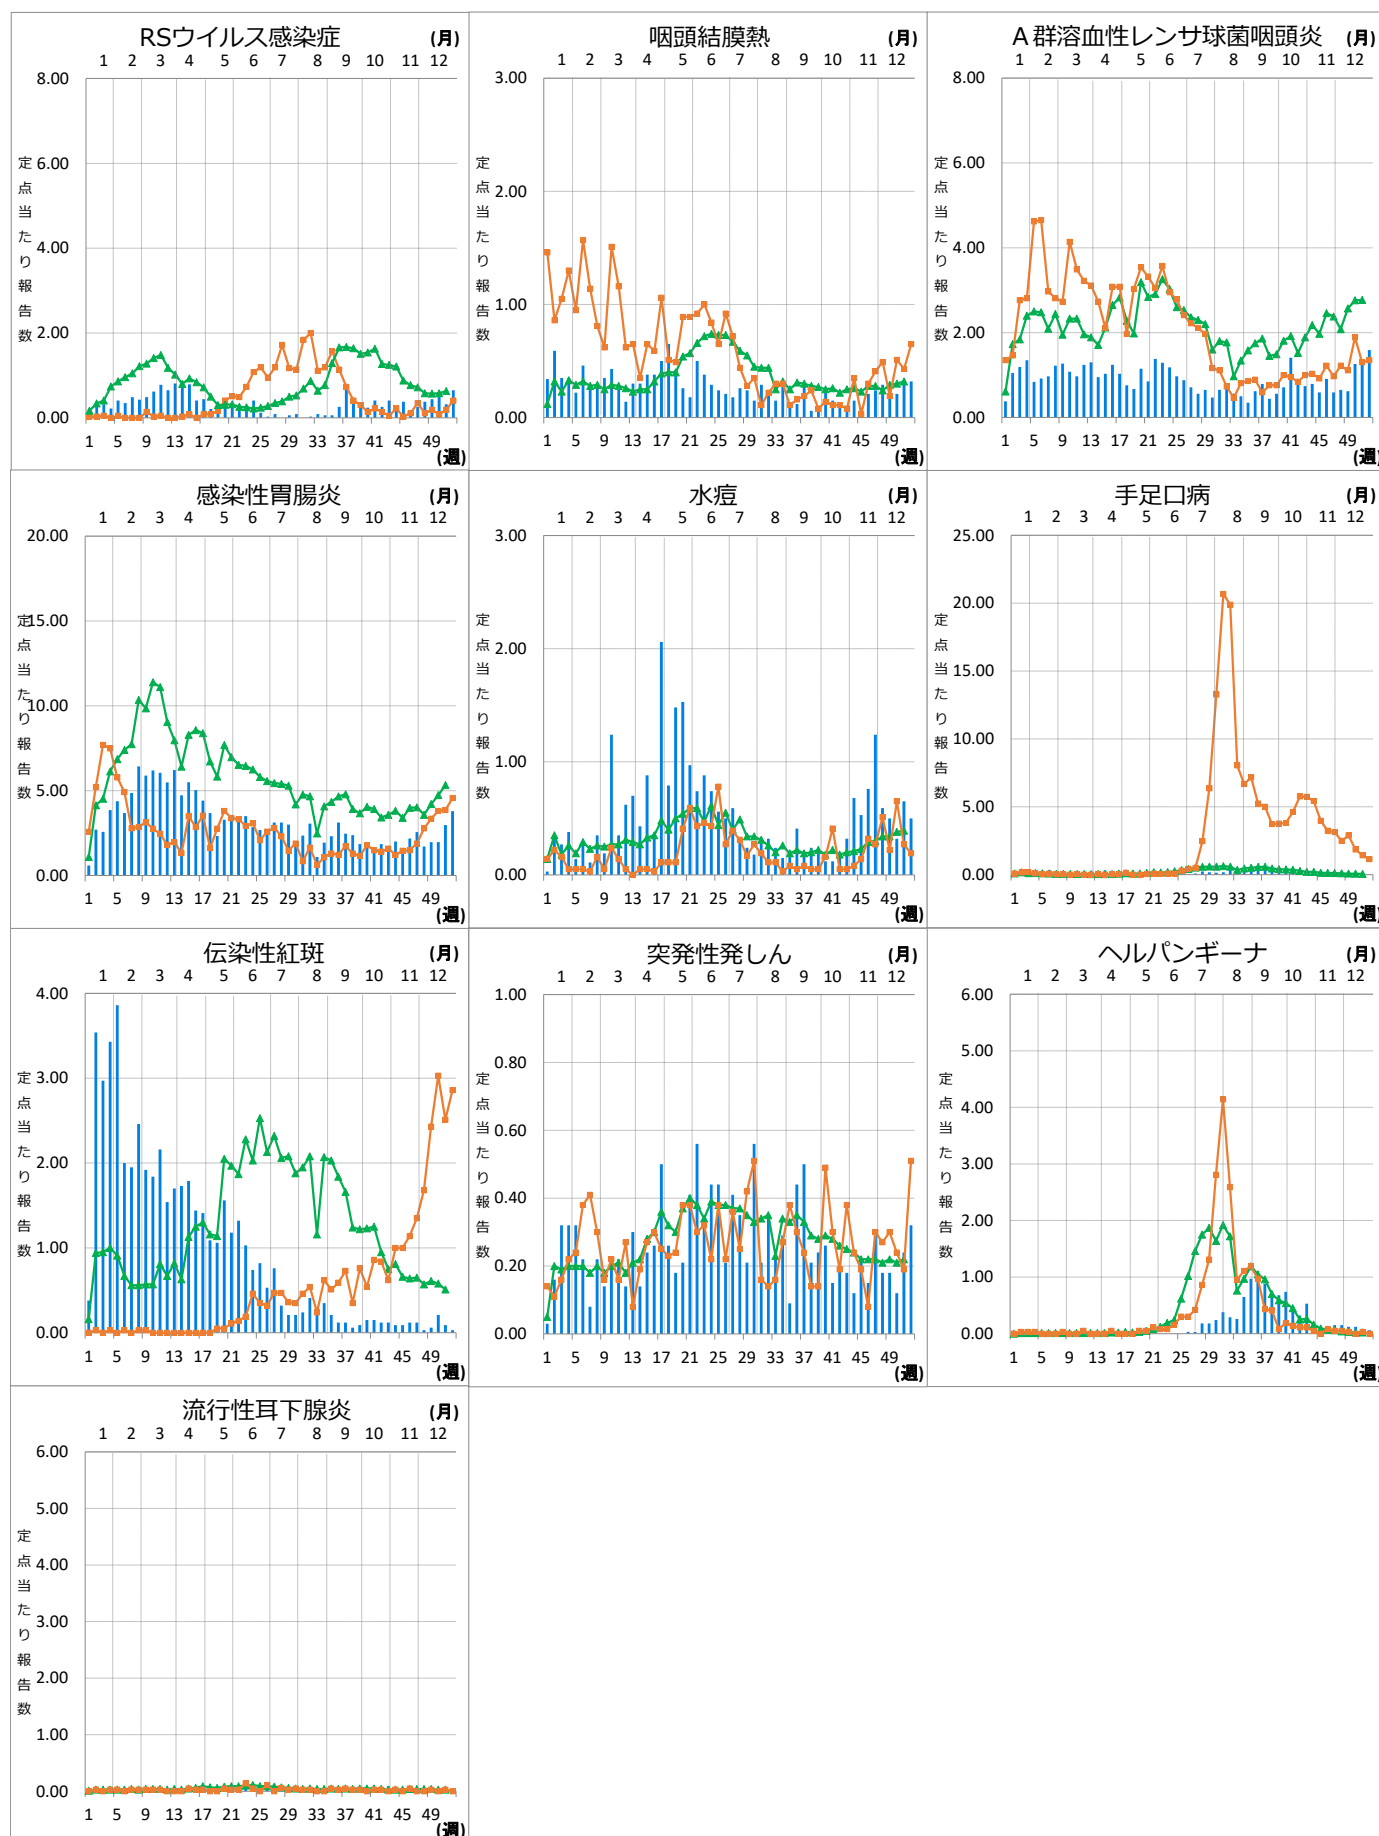 RSウイルス感染症 (月)
1 2 3 4 5 6 7 8 9 10 11 12
8.00
6.00
4.00
2.00
0.00
定点当たり報告数
1 5 9 13 17 21 25 29 33 37 41 45 49
(週)
咽頭結膜熱 (月)
1 2 3 4 5 6 7 8 9 10 11 12
3.00
2.00
1.00
0.00
定点当たり報告数
1 5 9 13 17 21 25 29 33 37 41 45 49
(週)
A群溶血性レンサ球菌咽頭炎 (月)
1 2 3 4 5 6 7 8 9 10 11 12
8.00
6.00
4.00
2.00
0.00
定点当たり報告数
1 5 9 13 17 21 25 29 33 37 41 45 49
(週)
感染性胃腸炎 (月)
1 2 3 4 5 6 7 8 9 10 11 12
20.00
15.00
10.00
5.00
0.00
定点当たり報告数
1 5 9 13 17 21 25 29 33 37 41 45 49
(週)
水痘 (月)
1 2 3 4 5 6 7 8 9 10 11 12
3.00
2.00
1.00
0.00
定点当たり報告数
1 5 9 13 17 21 25 29 33 37 41 45 49
(週)
手足口病 (月)
1 2 3 4 5 6 7 8 9 10 11 12
25.00
20.00
15.00
10.00
5.00
0.00
定点当たり報告数
1 5 9 13 17 21 25 29 33 37 41 45 49
(週)
伝染性紅斑 (月)
1 2 3 4 5 6 7 8 9 10 11 12
4.00
3.00
2.00
1.00
0.00
定点当たり報告数
1 5 9 13 17 21 25 29 33 37 41 45 49
(週)
突発性発しん (月)
1 2 3 4 5 6 7 8 9 10 11 12
1.00
0.80
0.60
0.40
0.20
0.00
定点当たり報告数
1 5 9 13 17 21 25 29 33 37 41 45 49
(週)
ヘルパンギーナ (月)
1 2 3 4 5 6 7 8 9 10 11 12
6.00
5.00
4.00
3.00
2.00
1.00
0.00
定点当たり報告数
1 5 9 13 17 21 25 29 33 37 41 45 49
(週)
流行性耳下腺炎 (月)
1 2 3 4 5 6 7 8 9 10 11 12
6.00
5.00
4.00
3.00
2.00
1.00
0.00
定点当たり報告数
1 5 9 13 17 21 25 29 33 37 41 45 49
(週)